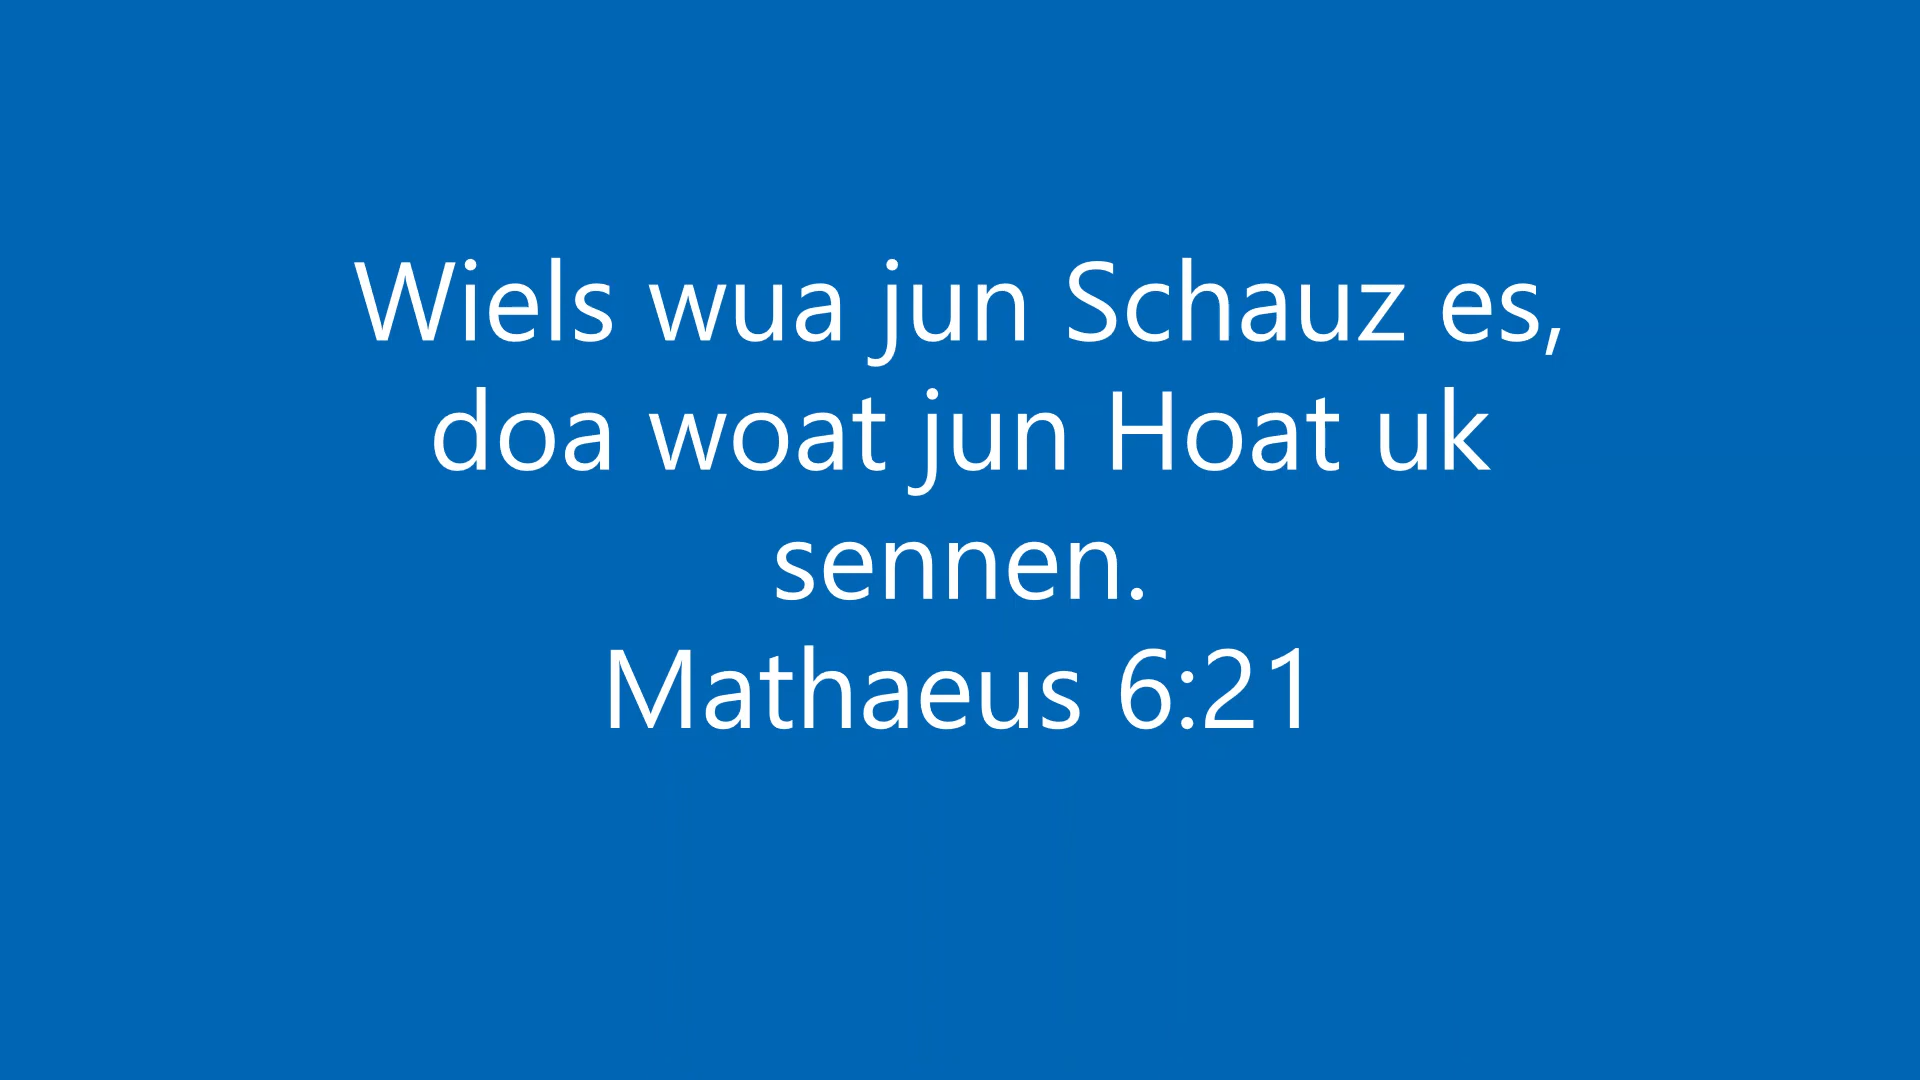 Wiels wua jun Schauz es,
doa woat jun Hoat uk
sennen.
Mathaeus 6:21